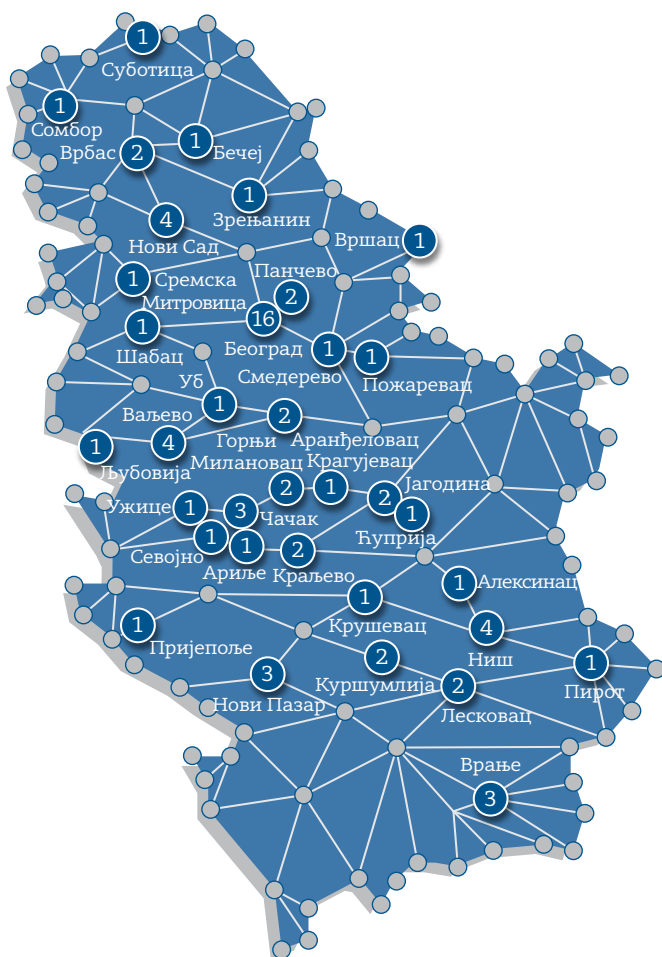 1
Суботица
1
Сомбор
Врбас
2
1
Бечеј
1
Зрењанин
4
Нови Сад
Вршац
1
Панчево
1
Сремска
Митровица
2
16
1
Шабац
Београд
1
Смедерево
1
Пожаревац
Уб
1
Ваљево
2
Горњи
Милановац
Аранђеловац
1
Љубовија
4
Крагујевац
2
1
Јагодина
2
1
Ћуприја
Ужице
1
3
Чачак
Севојно
1
1
Ариље
2
Краљево
1
Алексинац
1
Крушевац
4
Ниш
1
Пријепоље
2
Куршумлија
1
Пирот
3
Нови Пазар
2
Лесковац
Врање
3